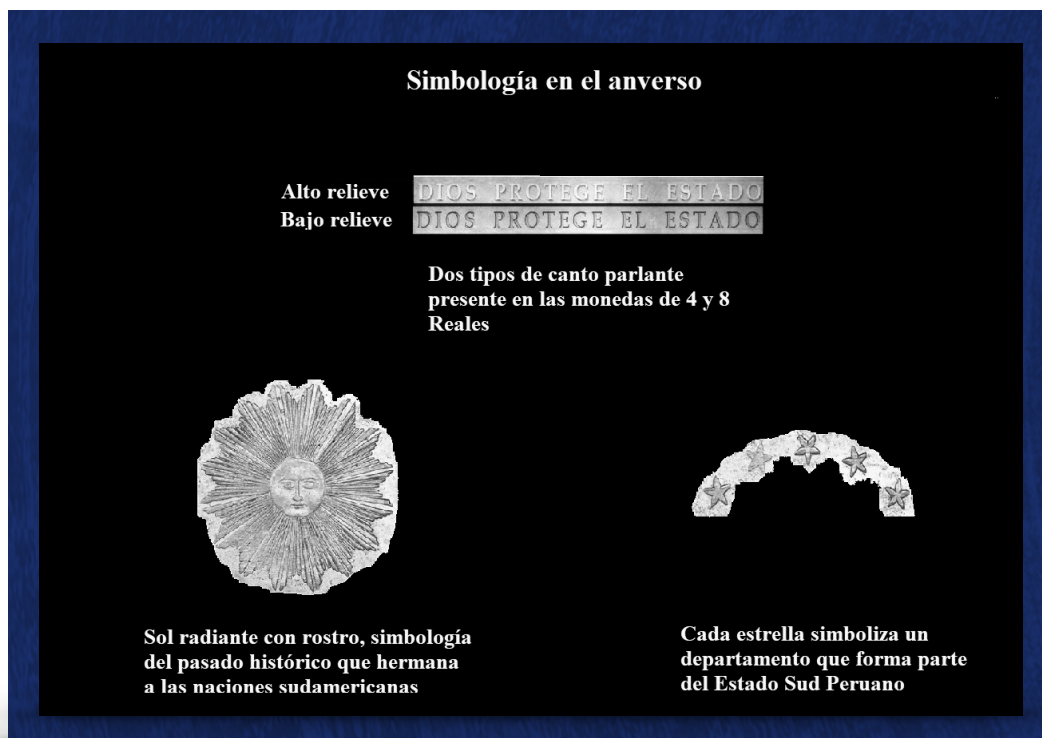 Simbología en el anverso
Alto relieve
DIOS PROTEGE EL ESTADO
Bajo relieve
DIOS PROTEGE EL ESTADO
Dos tipos de canto parlante
presente en las monedas de 4 y 8
Reales
Sol radiante con rostro, simbología
del pasado histórico que hermana
a las naciones sudamericanas
Cada estrella simboliza un
departamento que forma parte
del Estado Sud Peruano